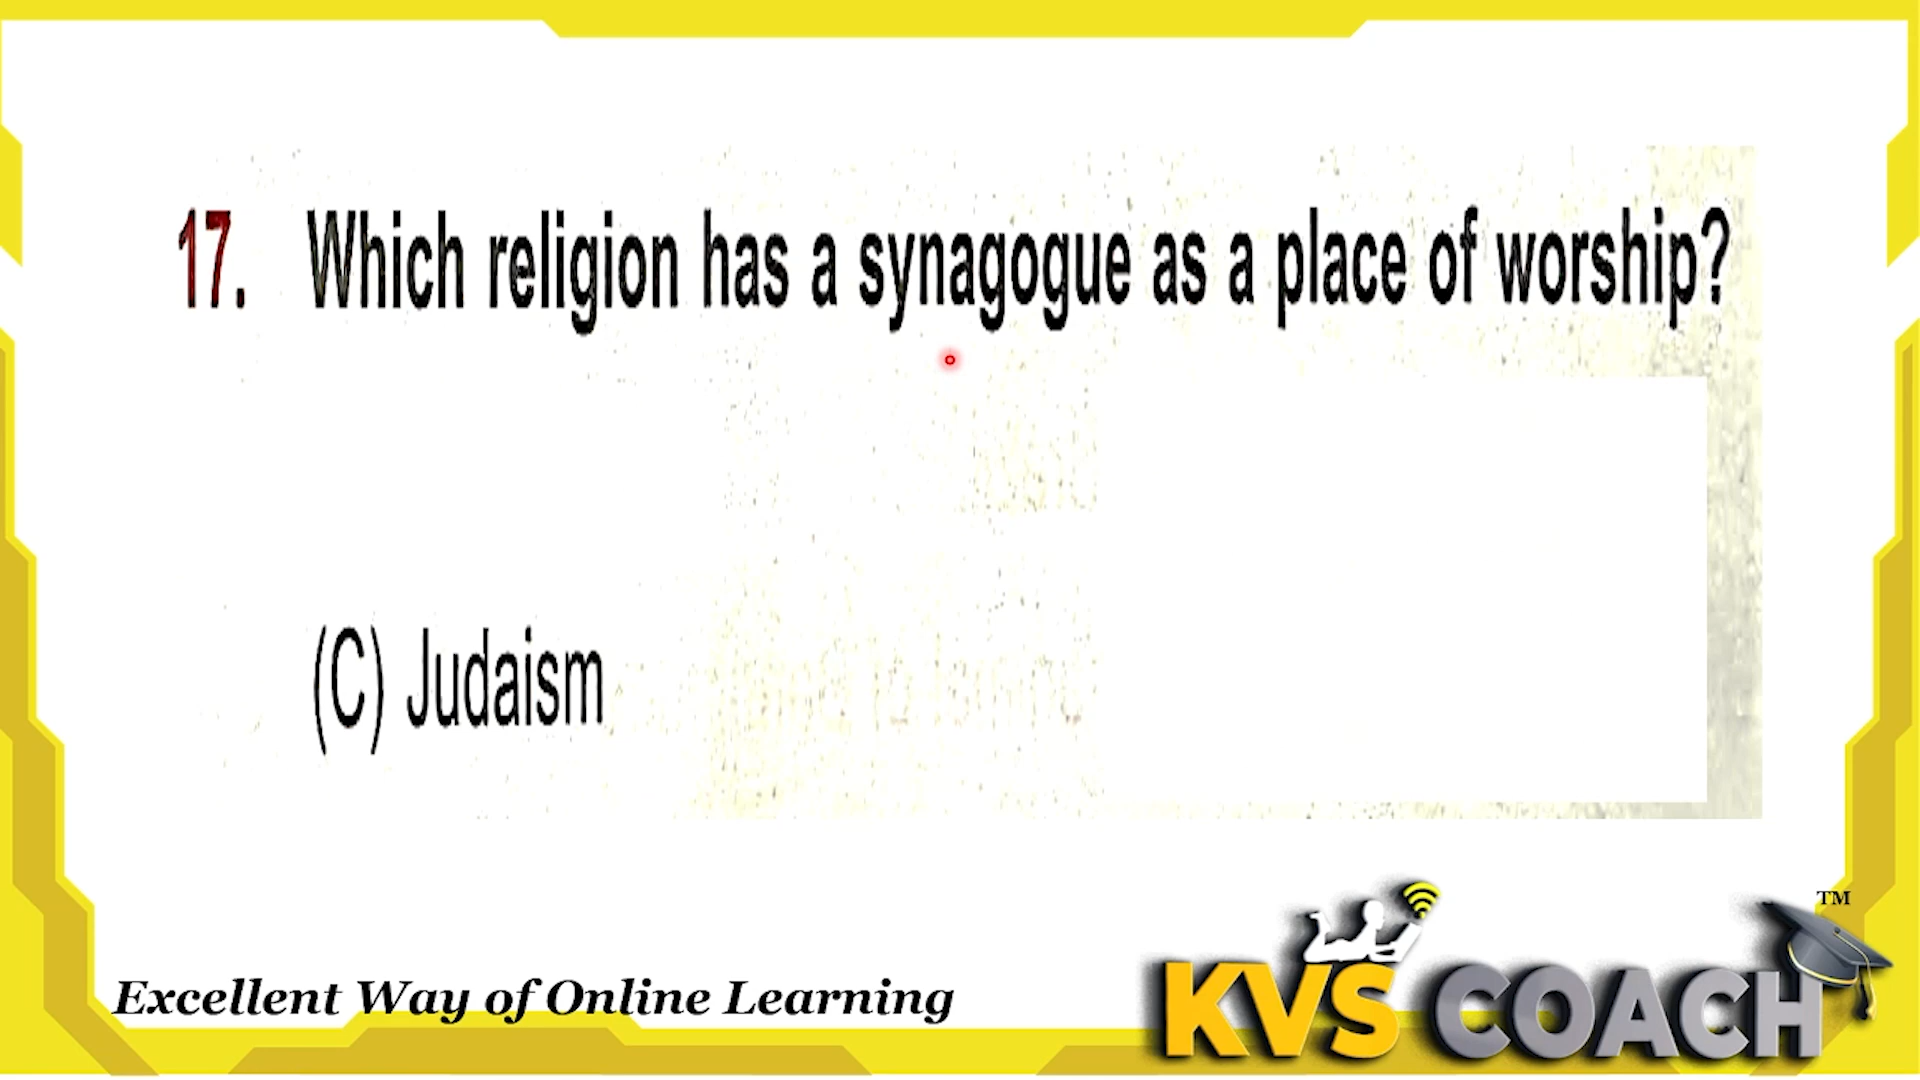 17. Which religion has a synagogue as a place of worship?
(C) Judaism
Excellent Way of Online Learning
KVS COACH
TM